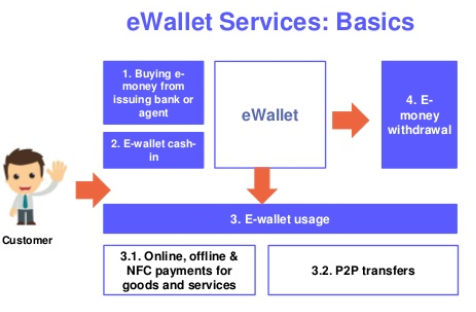 eWallet Services: Basics
1. Buying e-
money from
issuing bank or
agent
2. E-wallet cash-
in
eWallet
4. E-
money
withdrawal
Customer
3. E-wallet usage
3.1. Online, offline &
NFC payments for
goods and services
3.2. P2P transfers